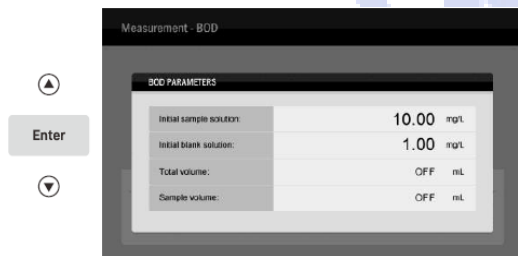 Measurement - BOD
BOD PARAMETERS
Initial sample solution: 10.00 mg/L
Enter
Initial blank solution: 1.00 mg/L
Total volume: OFF mL
Sample volume: OFF mL